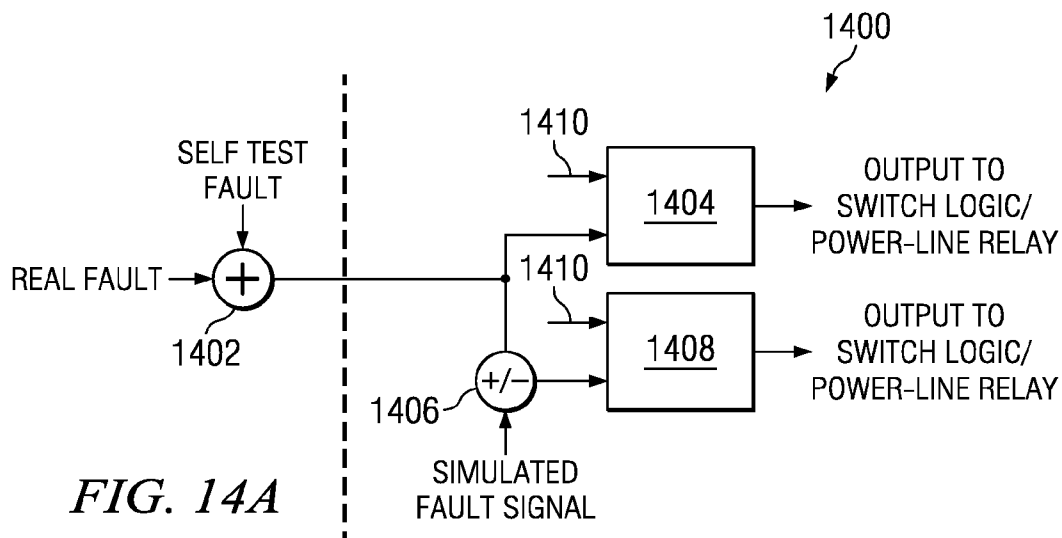 1400
SELF TEST
FAULT
REAL FAULT
+
1402
1410
1404
OUTPUT TO
SWITCH LOGIC/
POWER-LINE RELAY
1410
1408
OUTPUT TO
SWITCH LOGIC/
POWER-LINE RELAY
+/−
1406
SIMULATED
FAULT SIGNAL
FIG. 14A